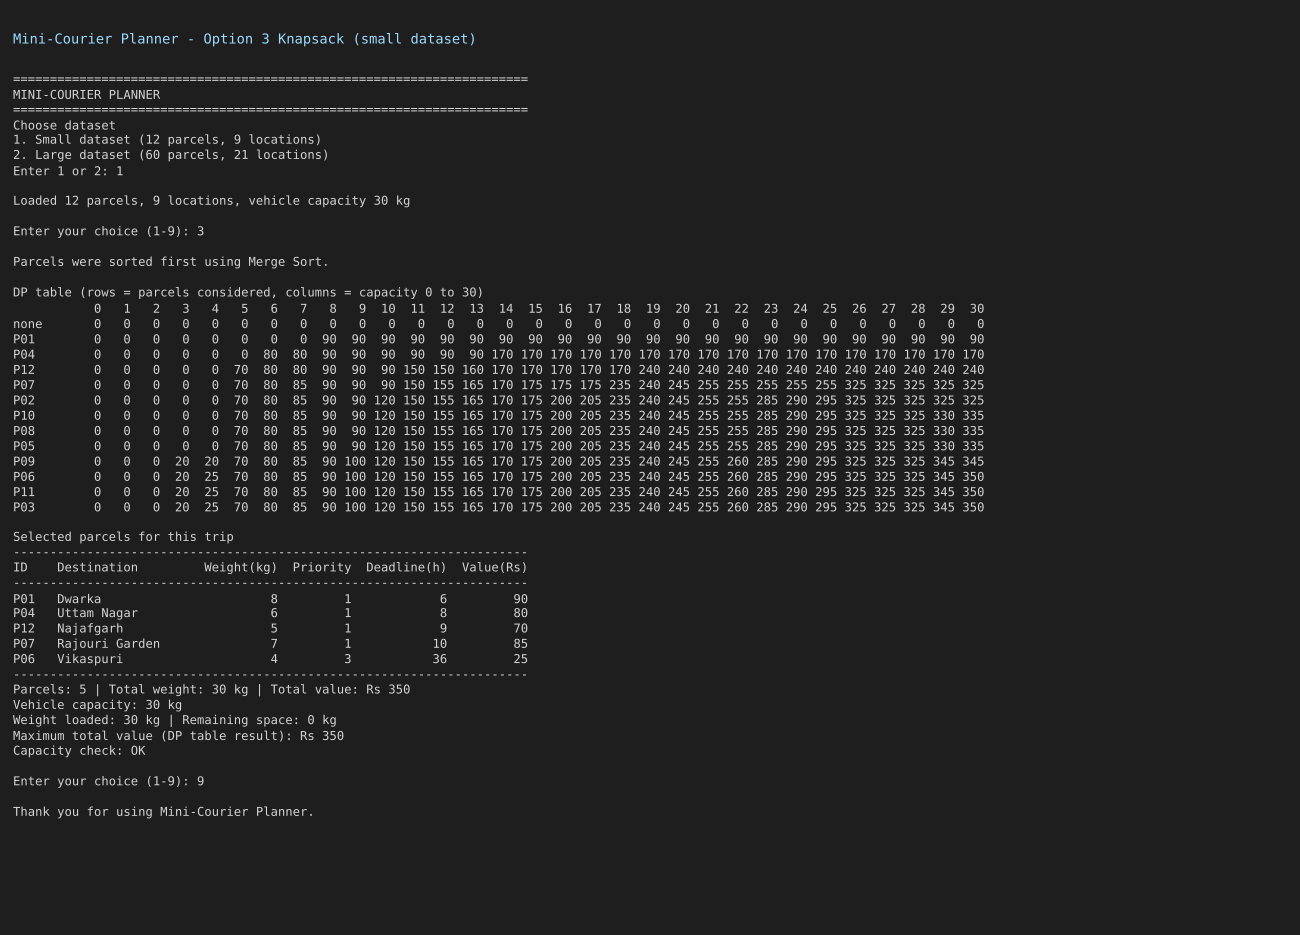 Mini-Courier Planner - Option 3 Knapsack (small dataset)
======================================================================
MINI-COURIER PLANNER
======================================================================
Choose dataset
1. Small dataset (12 parcels, 9 locations)
2. Large dataset (60 parcels, 21 locations)
Enter 1 or 2: 1
Loaded 12 parcels, 9 locations, vehicle capacity 30 kg
Enter your choice (1-9): 3
Parcels were sorted first using Merge Sort.
DP table (rows = parcels considered, columns = capacity 0 to 30)
0 1 2 3 4 5 6 7 8 9 10 11 12 13 14 15 16 17 18 19 20 21 22 23 24 25 26 27 28 29 30
none 0 0 0 0 0 0 0 0 0 0 0 0 0 0 0 0 0 0 0 0 0 0 0 0 0 0 0 0 0 0 0
P01 0 0 0 0 0 0 0 0 90 90 90 90 90 90 90 90 90 90 90 90 90 90 90 90 90 90 90 90 90 90 90
P04 0 0 0 0 0 0 80 80 90 90 90 90 90 90 170 170 170 170 170 170 170 170 170 170 170 170 170 170 170 170 170
P12 0 0 0 0 0 70 80 80 90 90 90 150 150 160 170 170 170 170 170 240 240 240 240 240 240 240 240 240 240 240 240
P07 0 0 0 0 0 70 80 85 90 90 90 150 155 165 170 175 175 175 235 240 245 255 255 255 255 255 325 325 325 325 325
P02 0 0 0 0 0 70 80 85 90 90 120 150 155 165 170 175 200 205 235 240 245 255 255 285 290 295 325 325 325 325 325
P10 0 0 0 0 0 70 80 85 90 90 120 150 155 165 170 175 200 205 235 240 245 255 255 285 290 295 325 325 325 330 335
P08 0 0 0 0 0 70 80 85 90 90 120 150 155 165 170 175 200 205 235 240 245 255 255 285 290 295 325 325 325 330 335
P05 0 0 0 0 0 70 80 85 90 90 120 150 155 165 170 175 200 205 235 240 245 255 255 285 290 295 325 325 325 330 335
P09 0 0 0 20 20 70 80 85 90 100 120 150 155 165 170 175 200 205 235 240 245 255 260 285 290 295 325 325 325 345 345
P06 0 0 0 20 25 70 80 85 90 100 120 150 155 165 170 175 200 205 235 240 245 255 260 285 290 295 325 325 325 345 350
P11 0 0 0 20 25 70 80 85 90 100 120 150 155 165 170 175 200 205 235 240 245 255 260 285 290 295 325 325 325 345 350
P03 0 0 0 20 25 70 80 85 90 100 120 150 155 165 170 175 200 205 235 240 245 255 260 285 290 295 325 325 325 345 350
Selected parcels for this trip
----------------------------------------------------------------------
ID Destination Weight(kg) Priority Deadline(h) Value(Rs)
----------------------------------------------------------------------
P01 Dwarka 8 1 6 90
P04 Uttam Nagar 6 1 8 80
P12 Najafgarh 5 1 9 70
P07 Rajouri Garden 7 1 10 85
P06 Vikaspuri 4 3 36 25
----------------------------------------------------------------------
Parcels: 5 | Total weight: 30 kg | Total value: Rs 350
Vehicle capacity: 30 kg
Weight loaded: 30 kg | Remaining space: 0 kg
Maximum total value (DP table result): Rs 350
Capacity check: OK
Enter your choice (1-9): 9
Thank you for using Mini-Courier Planner.